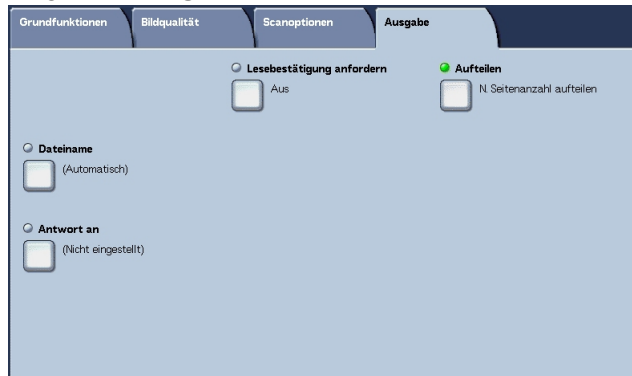 Grundfunktionen Bildqualität Scanoptionen Ausgabe
Lesebestätigung anfordern Aufteilen
Aus N. Seitenanzahl aufteilen
Dateiname
(Automatisch)
Antwort an
(Nicht eingestellt)